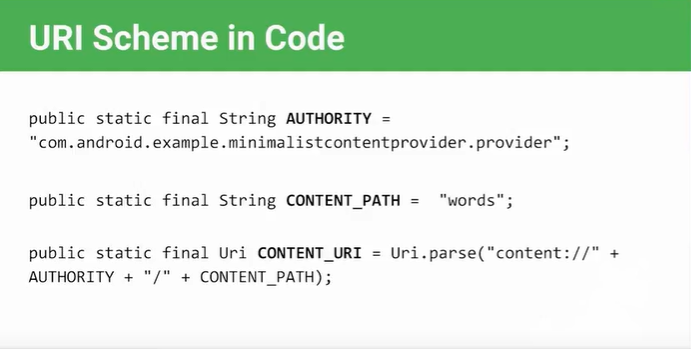 URI Scheme in Code
public static final String AUTHORITY =
"com.android.example.minimalistcontentprovider.provider";
public static final String CONTENT_PATH = "words";
public static final Uri CONTENT_URI = Uri.parse("content://" +
AUTHORITY + "/" + CONTENT_PATH);